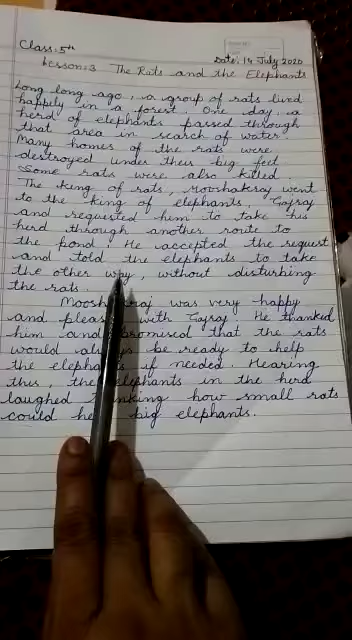 Class: 5th
Date: 14 July 2020
Lesson:3 The Rats and the Elephants
Long long ago, a group of rats lived
happily in a forest. One day, a
herd of elephants passed through
that area in search of water.
Many homes of the rats were
destroyed under their big feet
Some rats were also killed.
The king of rats, Mooshakraj went
to the king of elephants, Gajraj
and requested him to take his
herd through another route to
the pond. He accepted the request
and told the elephants to take
the other way, without disturbing
the rats.
was very happy
and with Gajraj. He thanked
him and promised that the rats
would always be ready to help
the elephants if needed. Hearing
this, the elephants in the herd
laughed thinking how small rats
could big elephants.